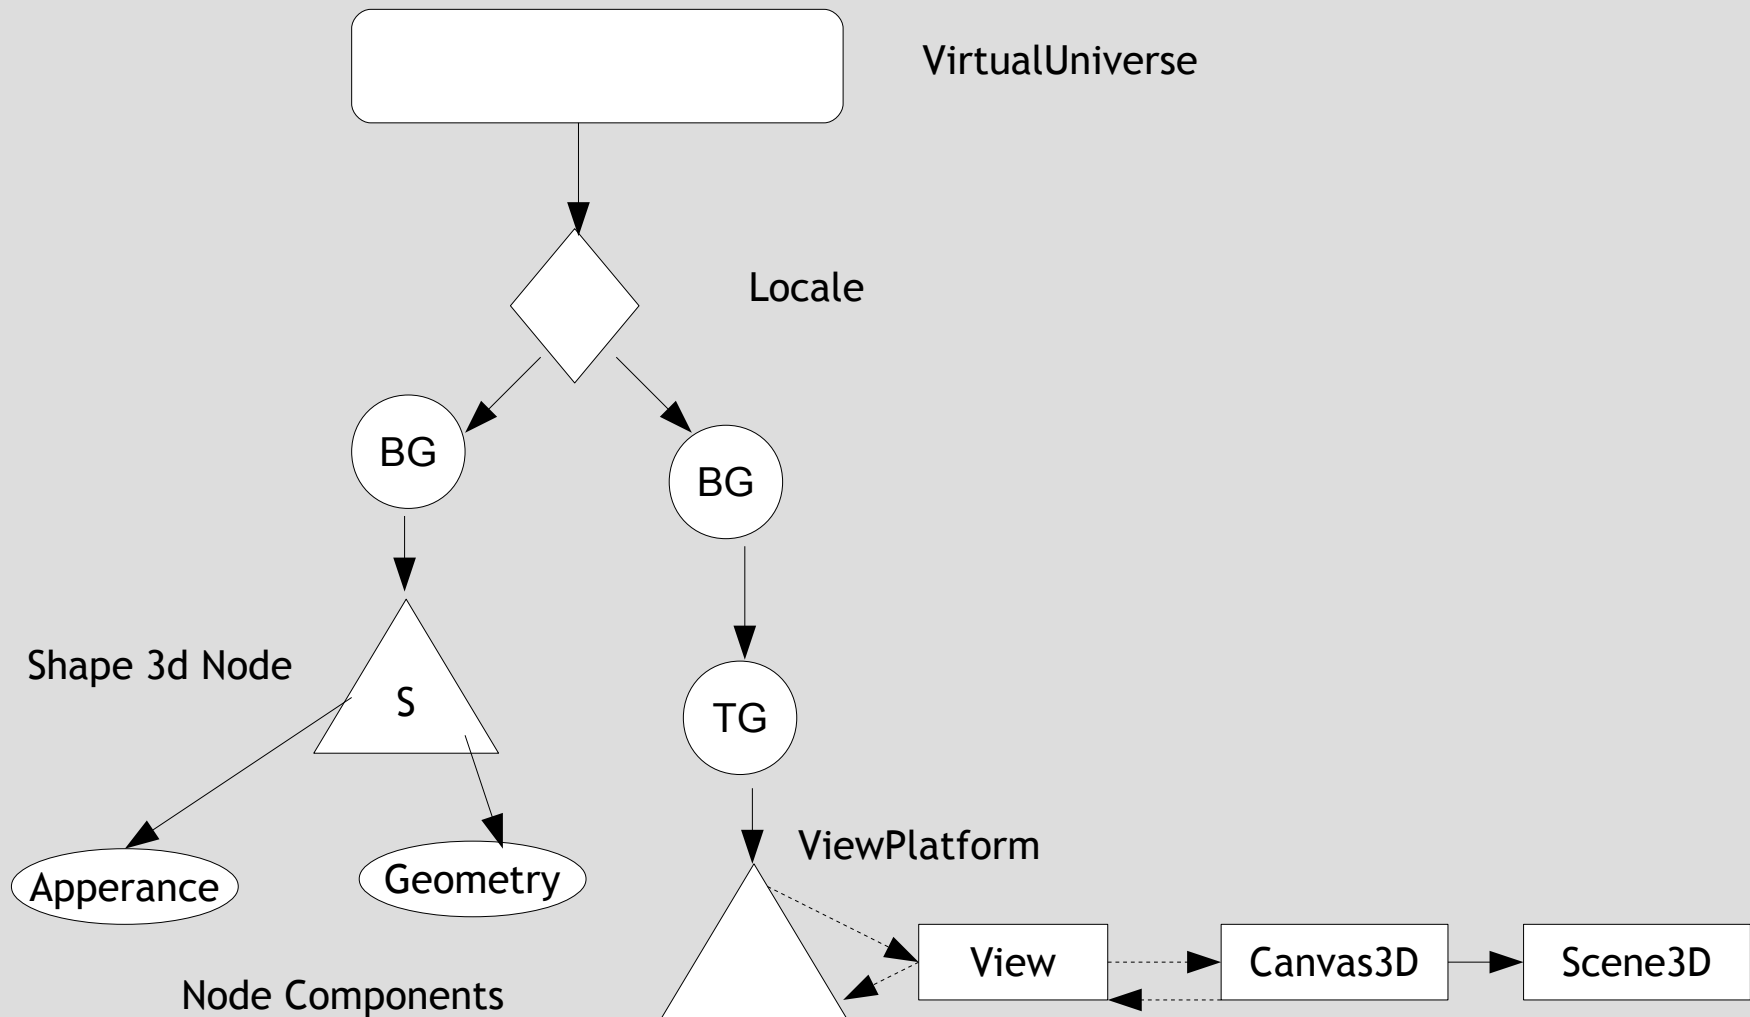 VirtualUniverse
Locale
BG
BG
Shape 3d Node
S
TG
ViewPlatform
Apperance
Geometry
View
Canvas3D
Scene3D
Node Components